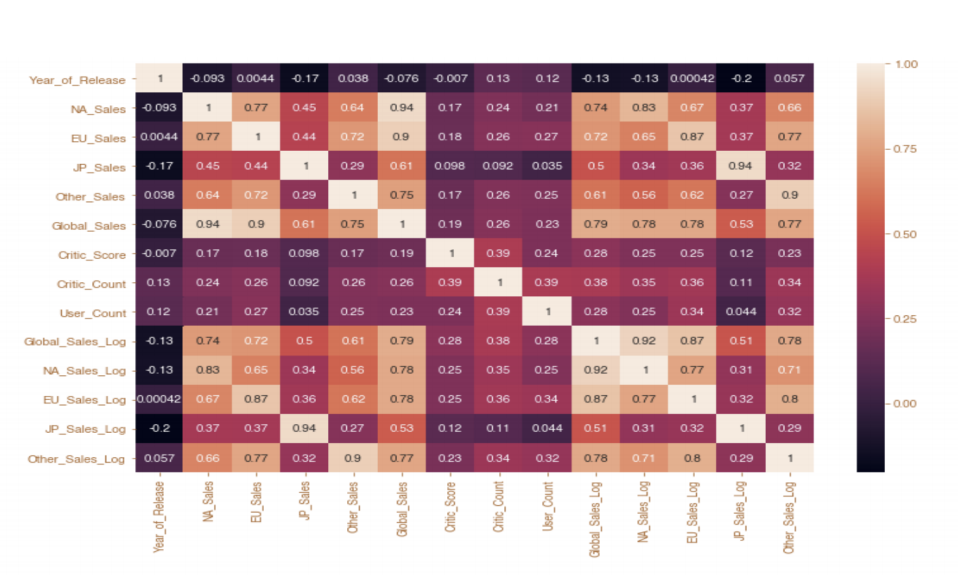 Year_of_Release 1 -0.093 0.0044 -0.17 0.038 -0.076 -0.007 0.13 0.12 -0.13 -0.13 0.00042 -0.2 0.057
NA_Sales -0.093 1 0.77 0.45 0.64 0.94 0.17 0.24 0.21 0.74 0.83 0.67 0.37 0.66
EU_Sales 0.0044 0.77 1 0.44 0.72 0.9 0.18 0.26 0.27 0.72 0.65 0.87 0.37 0.77
JP_Sales -0.17 0.45 0.44 1 0.29 0.61 0.098 0.092 0.035 0.5 0.34 0.36 0.94 0.32
Other_Sales 0.038 0.64 0.72 0.29 1 0.75 0.17 0.26 0.25 0.61 0.56 0.62 0.27 0.9
Global_Sales -0.076 0.94 0.9 0.61 0.75 1 0.19 0.26 0.23 0.79 0.78 0.78 0.53 0.77
Critic_Score -0.007 0.17 0.18 0.098 0.17 0.19 1 0.39 0.24 0.28 0.25 0.25 0.12 0.23
Critic_Count 0.13 0.24 0.26 0.092 0.26 0.26 0.39 1 0.39 0.38 0.35 0.36 0.11 0.34
User_Count 0.12 0.21 0.27 0.035 0.25 0.23 0.24 0.39 1 0.28 0.25 0.34 0.044 0.32
Global_Sales_Log -0.13 0.74 0.72 0.5 0.61 0.79 0.28 0.38 0.28 1 0.92 0.87 0.51 0.78
NA_Sales_Log -0.13 0.83 0.65 0.34 0.56 0.78 0.25 0.35 0.25 0.92 1 0.77 0.31 0.71
EU_Sales_Log 0.00042 0.67 0.87 0.36 0.62 0.78 0.25 0.36 0.34 0.87 0.77 1 0.32 0.8
JP_Sales_Log -0.2 0.37 0.37 0.94 0.27 0.53 0.12 0.11 0.044 0.51 0.31 0.32 1 0.29
Other_Sales_Log 0.057 0.66 0.77 0.32 0.9 0.77 0.23 0.34 0.32 0.78 0.71 0.8 0.29 1
Year_of_Release NA_Sales EU_Sales JP_Sales Other_Sales Global_Sales Critic_Score Critic_Count User_Count Global_Sales_Log NA_Sales_Log EU_Sales_Log JP_Sales_Log Other_Sales_Log
1.00
0.75
0.50
0.25
0.00